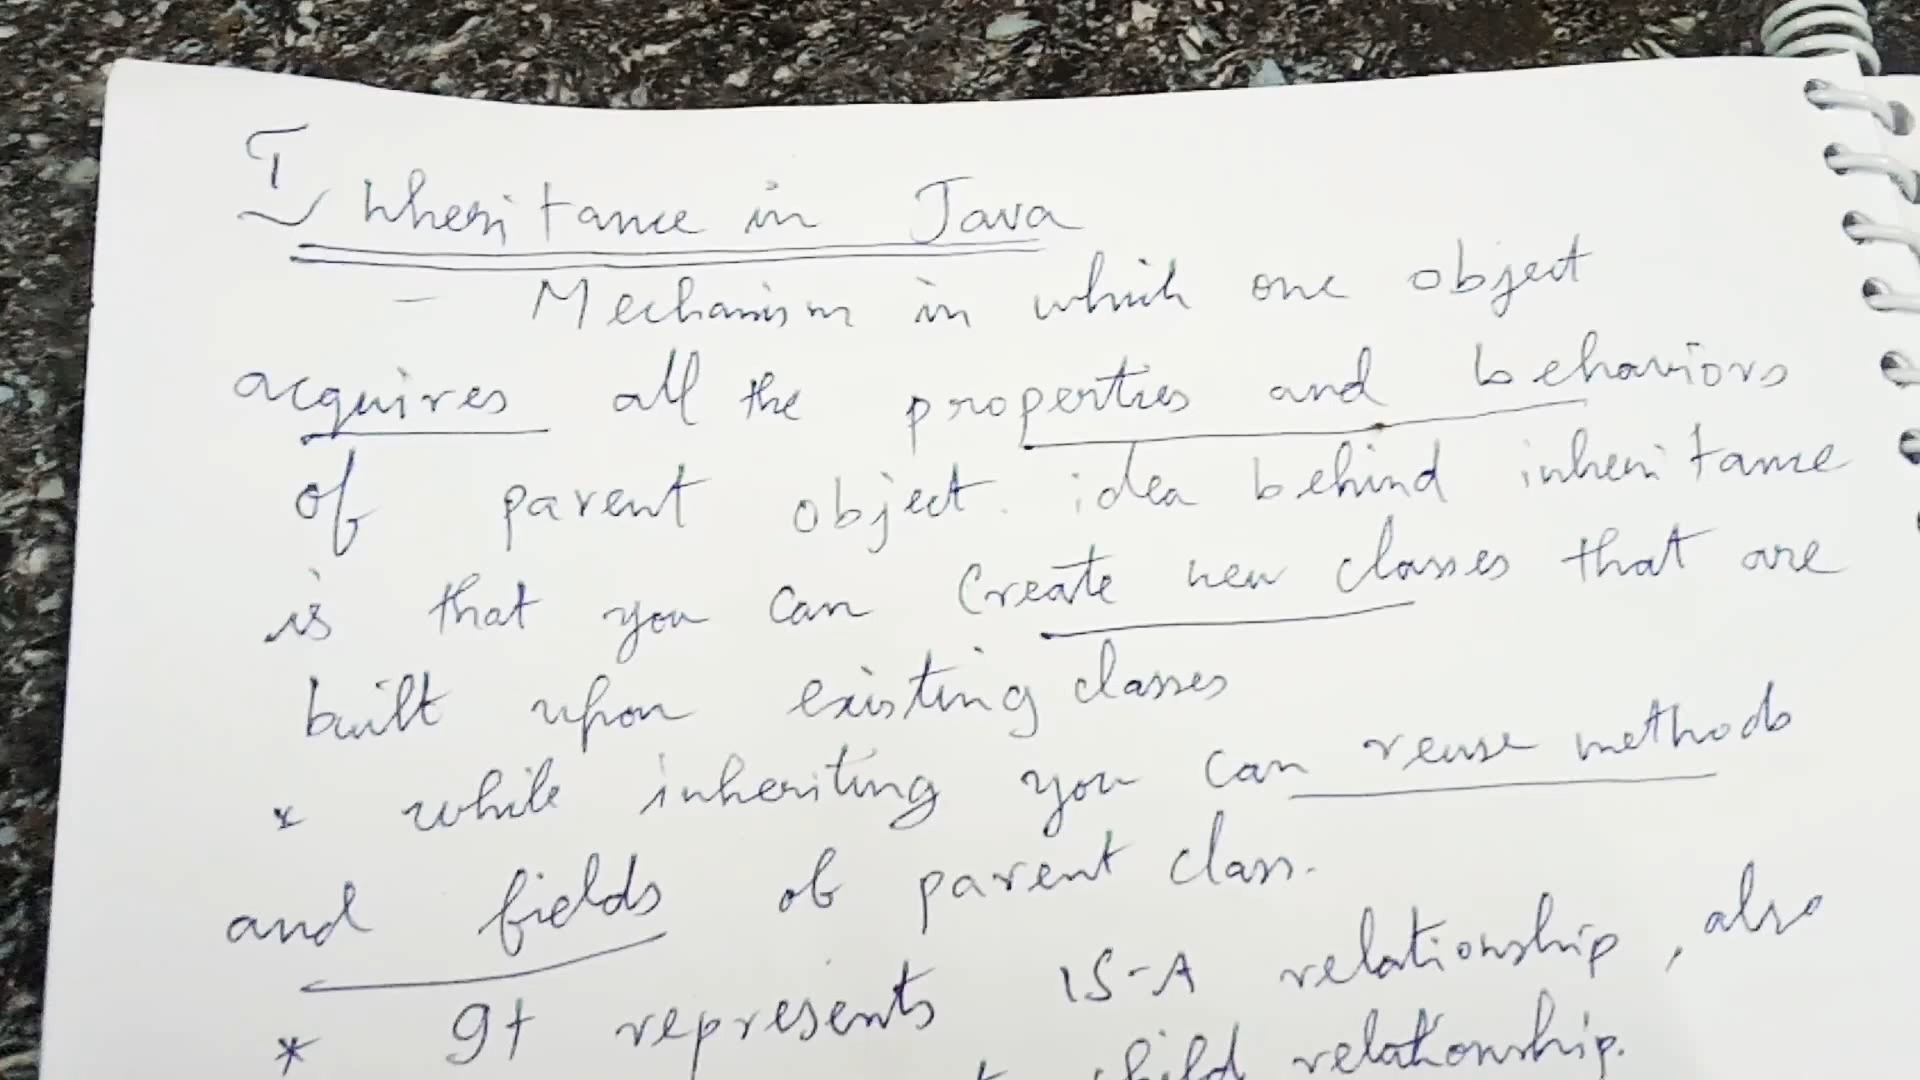 Inheritance in Java
- Mechanism in which one object
acquires all the properties and behaviors
of parent object. idea behind inheritance
is that you can create new classes that are
built upon existing classes
* while inheriting you can reuse methods
and fields of parent class.
* It represents IS-A relationship, also
child relationship.